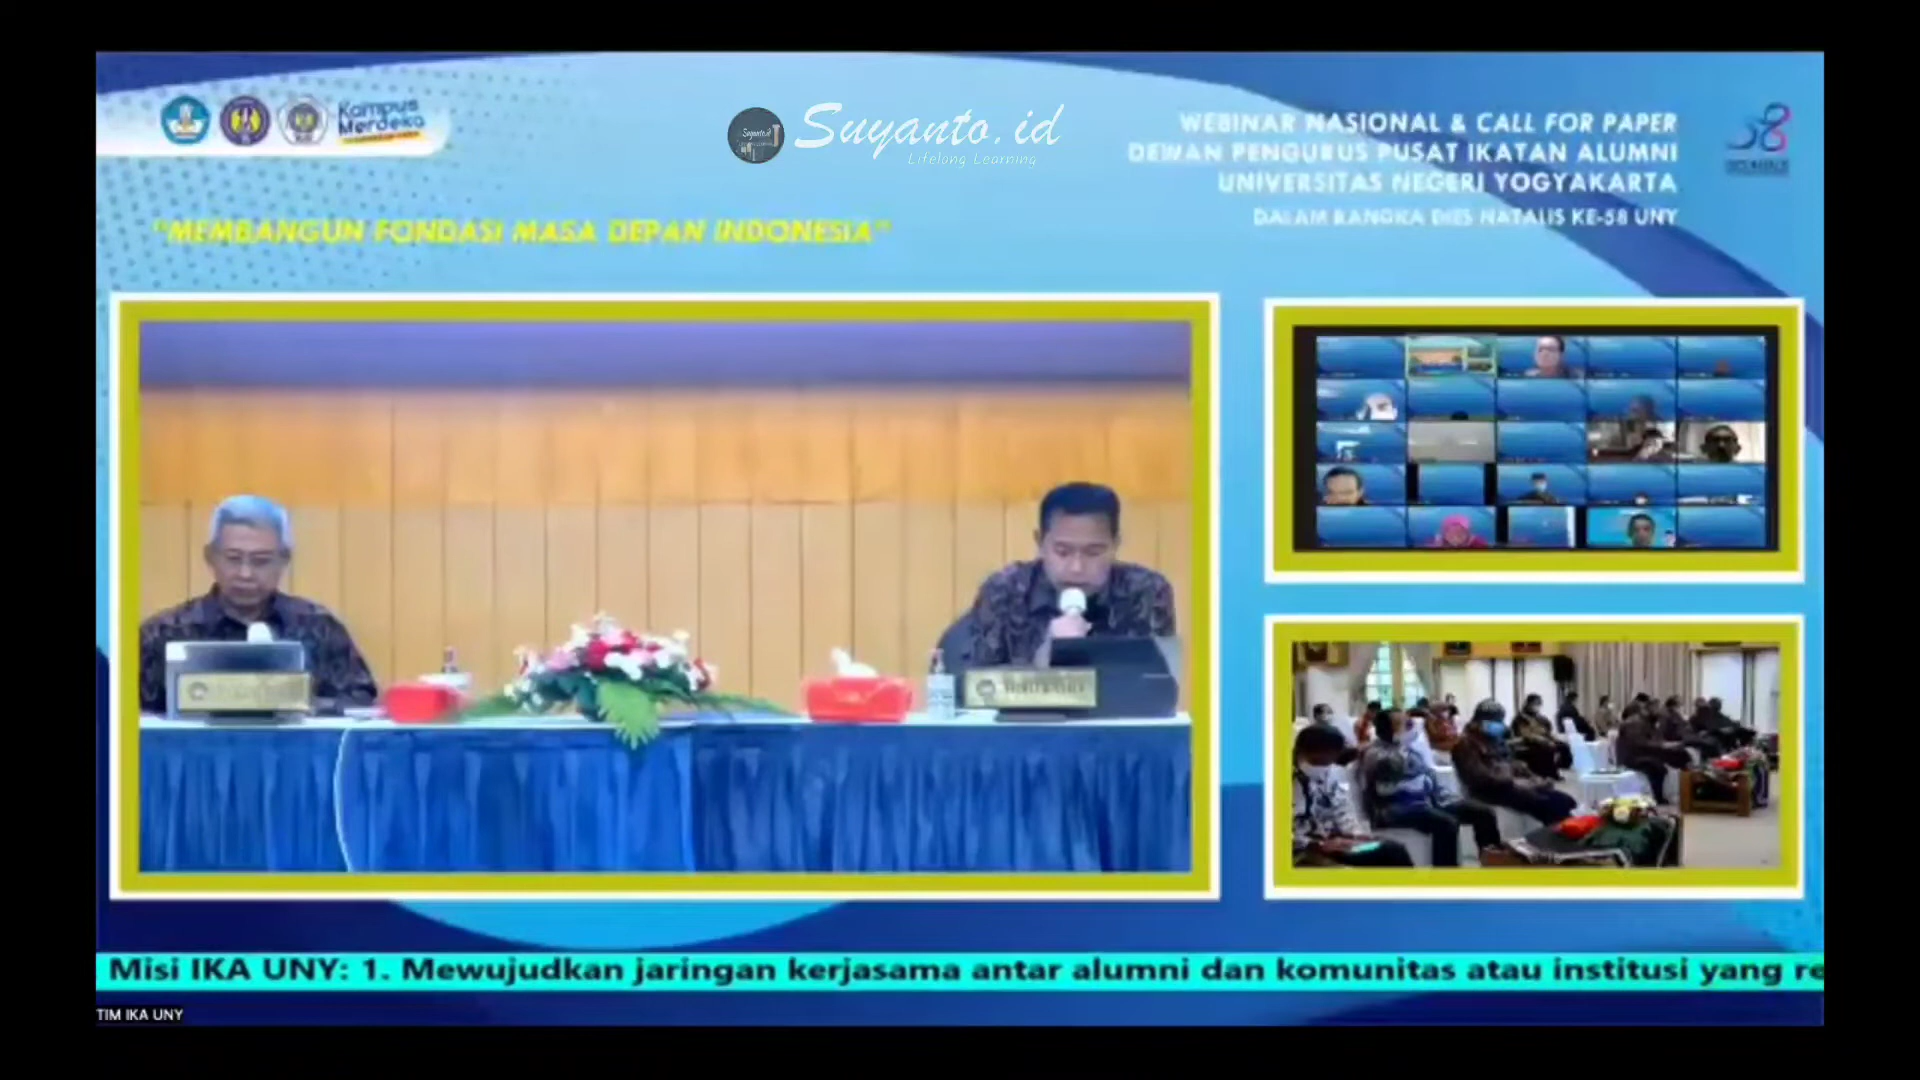 Kampus
Merdeka
Suyanto.id
Lifelong Learning
WEBINAR NASIONAL & CALL FOR PAPER
DEWAN PENGURUS PUSAT IKATAN ALUMNI
UNIVERSITAS NEGERI YOGYAKARTA
DALAM RANGKA DIES NATALIS KE-58 UNY
58
"MEMBANGUN FONDASI MASA DEPAN INDONESIA"
Misi IKA UNY: 1. Mewujudkan jaringan kerjasama antar alumni dan komunitas atau institusi yang re
TIM IKA UNY